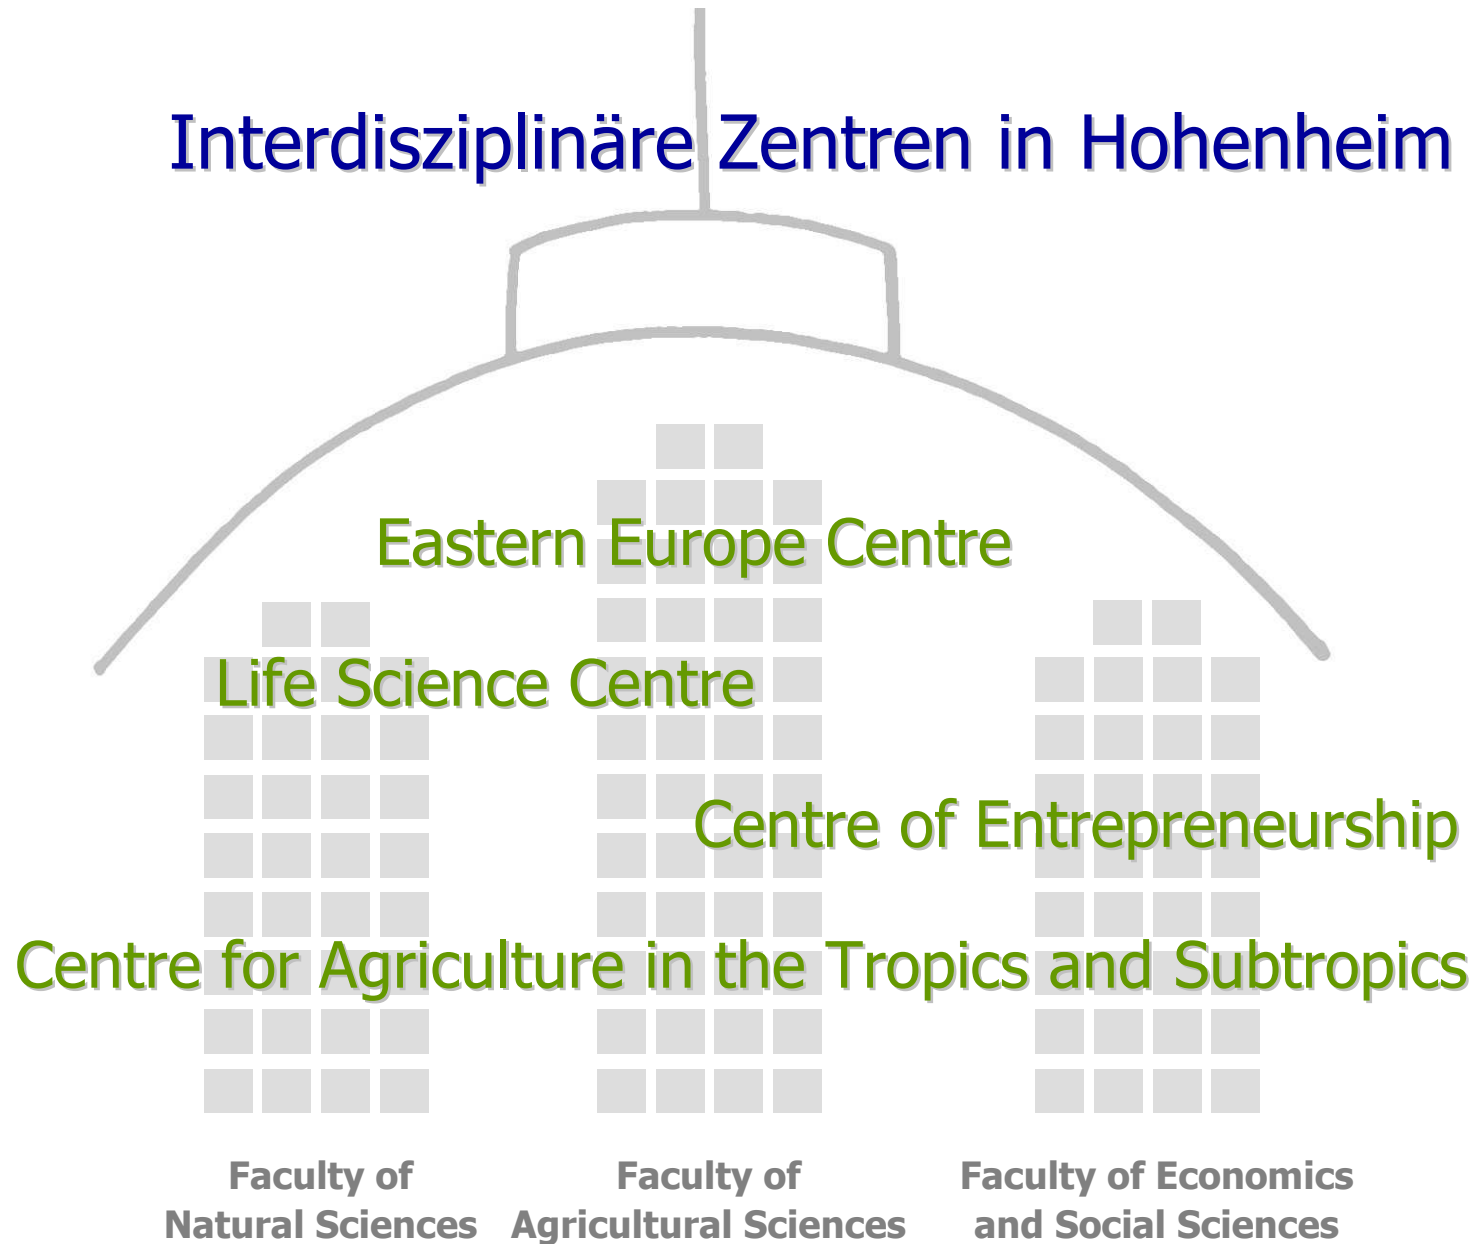 Interdisziplinäre Zentren in Hohenheim
Eastern Europe Centre
Life Science Centre
Centre of Entrepreneurship
Centre for Agriculture in the Tropics and Subtropics
Faculty of
Natural Sciences
Faculty of
Agricultural Sciences
Faculty of Economics
and Social Sciences